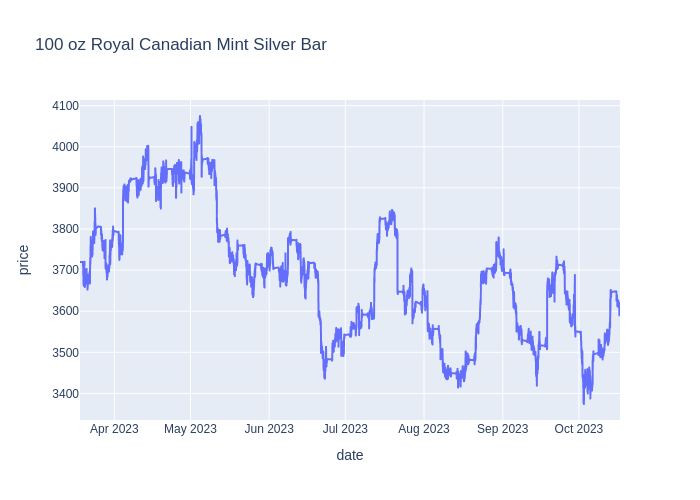 100 oz Royal Canadian Mint Silver Bar
4100
4000
3900
3800
3700
3600
3500
3400
price
Apr 2023 May 2023 Jun 2023 Jul 2023 Aug 2023 Sep 2023 Oct 2023
date